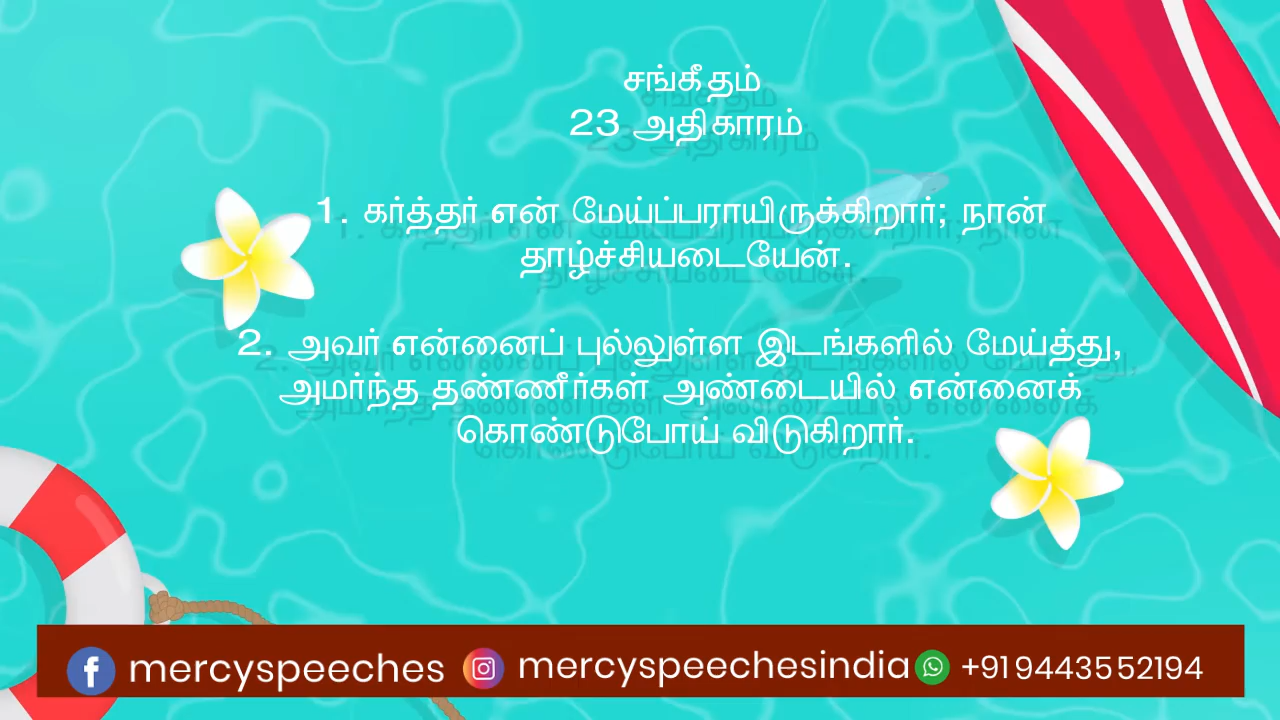 சங்கீதம்
23 அதிகாரம்
1. கர்த்தர் என் மேய்ப்பராயிருக்கிறார்; நான்
தாழ்ச்சியடையேன்.
2. அவர் என்னைப் புல்லுள்ள இடங்களில் மேய்த்து,
அமர்ந்த தண்ணீர்கள் அண்டையில் என்னைக்
கொண்டுபோய் விடுகிறார்.
mercyspeeches mercyspeechesindia +919443552194